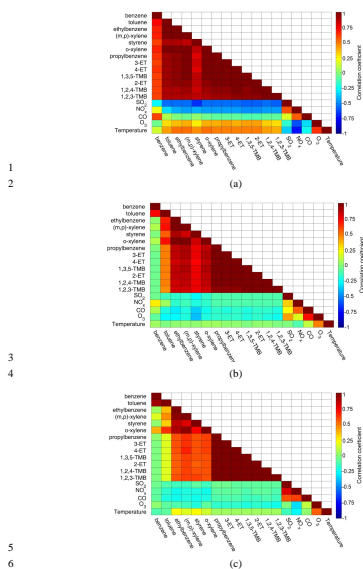 benzene
toluene
ethylbenzene
(m,p)-xylene
styrene
o-xylene
propylbenzene
3-ET
4-ET
1,3,5-TMB
2-ET
1,2,4-TMB
1,2,3-TMB
SO2
NOx
CO
O3
Temperature
benzene
toluene
ethylbenzene
(m,p)-xylene
styrene
o-xylene
propylbenzene
3-ET
4-ET
1,3,5-TMB
2-ET
1,2,4-TMB
1,2,3-TMB
SO2
NOx
CO
O3
Temperature
1
0.75
0.5
0.25
0
-0.25
-0.5
-0.75
-1
Correlation coefficient
1
2 (a)
benzene
toluene
ethylbenzene
(m,p)-xylene
styrene
o-xylene
propylbenzene
3-ET
4-ET
1,3,5-TMB
2-ET
1,2,4-TMB
1,2,3-TMB
SO2
NOx
CO
O3
Temperature
benzene
toluene
ethylbenzene
(m,p)-xylene
styrene
o-xylene
propylbenzene
3-ET
4-ET
1,3,5-TMB
2-ET
1,2,4-TMB
1,2,3-TMB
SO2
NOx
CO
O3
Temperature
1
0.75
0.5
0.25
0
-0.25
-0.5
-0.75
-1
Correlation coefficient
3
4 (b)
benzene
toluene
ethylbenzene
(m,p)-xylene
styrene
o-xylene
propylbenzene
3-ET
4-ET
1,3,5-TMB
2-ET
1,2,4-TMB
1,2,3-TMB
SO2
NOx
CO
O3
Temperature
benzene
toluene
ethylbenzene
(m,p)-xylene
styrene
o-xylene
propylbenzene
3-ET
4-ET
1,3,5-TMB
2-ET
1,2,4-TMB
1,2,3-TMB
SO2
NOx
CO
O3
Temperature
1
0.75
0.5
0.25
0
-0.25
-0.5
-0.75
-1
Correlation coefficient
5
6 (c)